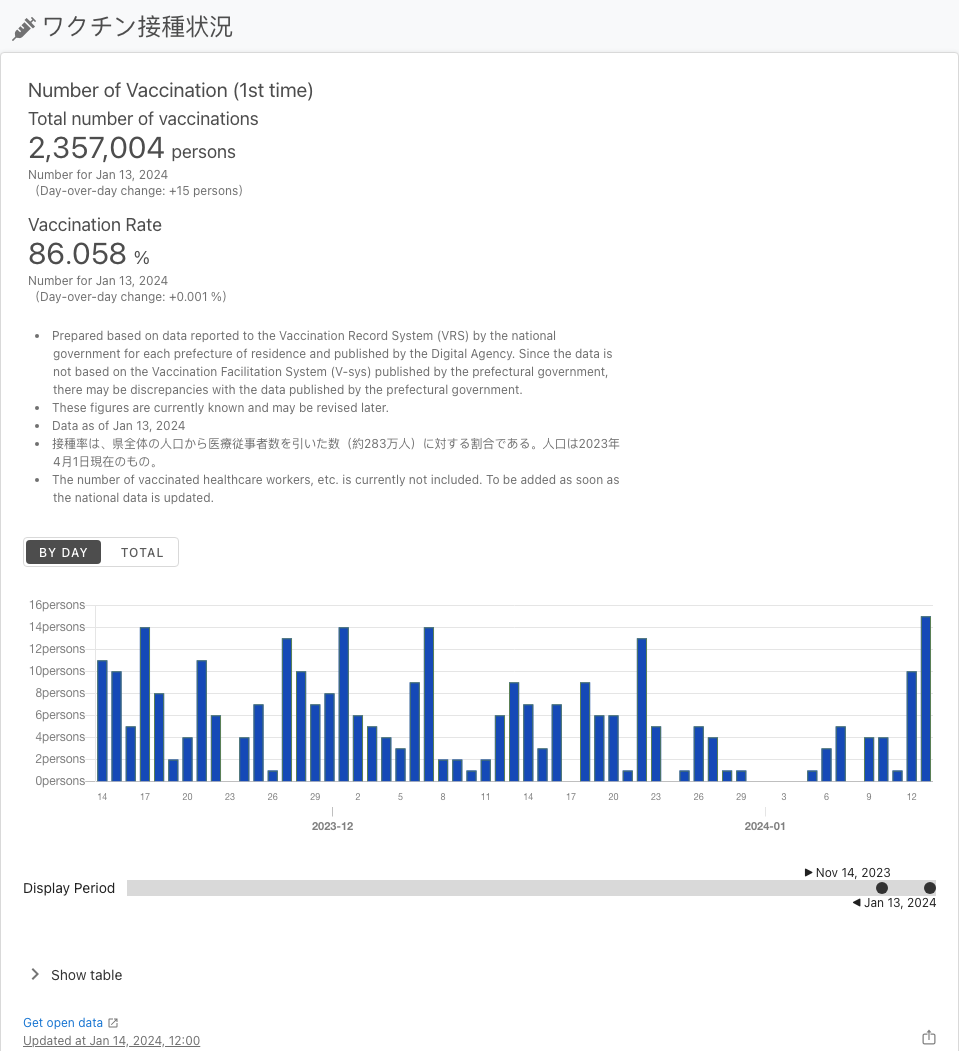 ワクチン接種状況
Number of Vaccination (1st time)
Total number of vaccinations
2,357,004 persons
Number for Jan 13, 2024
(Day-over-day change: +15 persons)
Vaccination Rate
86.058 %
Number for Jan 13, 2024
(Day-over-day change: +0.001 %)
• Prepared based on data reported to the Vaccination Record System (VRS) by the national
government for each prefecture of residence and published by the Digital Agency. Since the data is
not based on the Vaccination Facilitation System (V-sys) published by the prefectural government,
there may be discrepancies with the data published by the prefectural government.
• These figures are currently known and may be revised later.
• Data as of Jan 13, 2024
• 接種率は、県全体の人口から医療従事者数を引いた数（約283万人）に対する割合である。人口は2023年
4月1日現在のもの。
• The number of vaccinated healthcare workers, etc. is currently not included. To be added as soon as
the national data is updated.
BY DAY TOTAL
16persons
14persons
12persons
10persons
8persons
6persons
4persons
2persons
0persons
14 17 20 23 26 29 2 5 8 11 14 17 20 23 26 29 3 6 9 12
2023-12 2024-01
▶ Nov 14, 2023
Display Period
◀ Jan 13, 2024
Show table
Get open data
Updated at Jan 14, 2024, 12:00